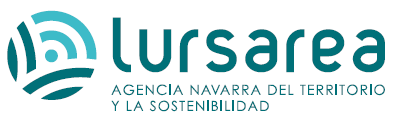 lursarea
AGENCIA NAVARRA DEL TERRITORIO
Y LA SOSTENIBILIDAD